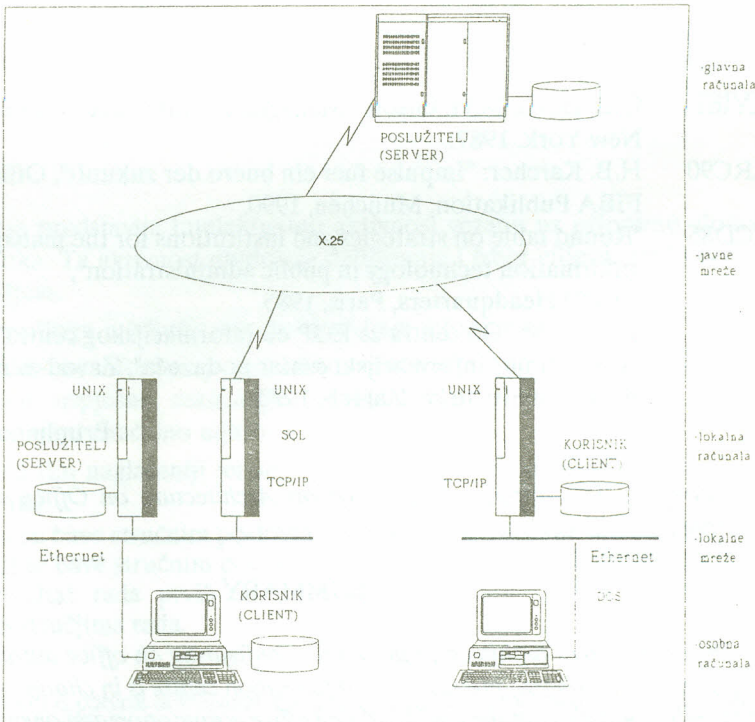 -glavna
računala
POSLUŽITELJ
(SERVER)
X.25
-javne
mreće
UNIX
UNIX
UNIX
SQL
POSLUŽITELJ
(SERVER)
KORISNIK
(CLIENT)
-lokalna
računala
TCP/IP
TCP/IP
Ethernet
Ethernet
-lokalne
mreže
KORISNIK
(CLIENT)
DOS
-osobna
računala